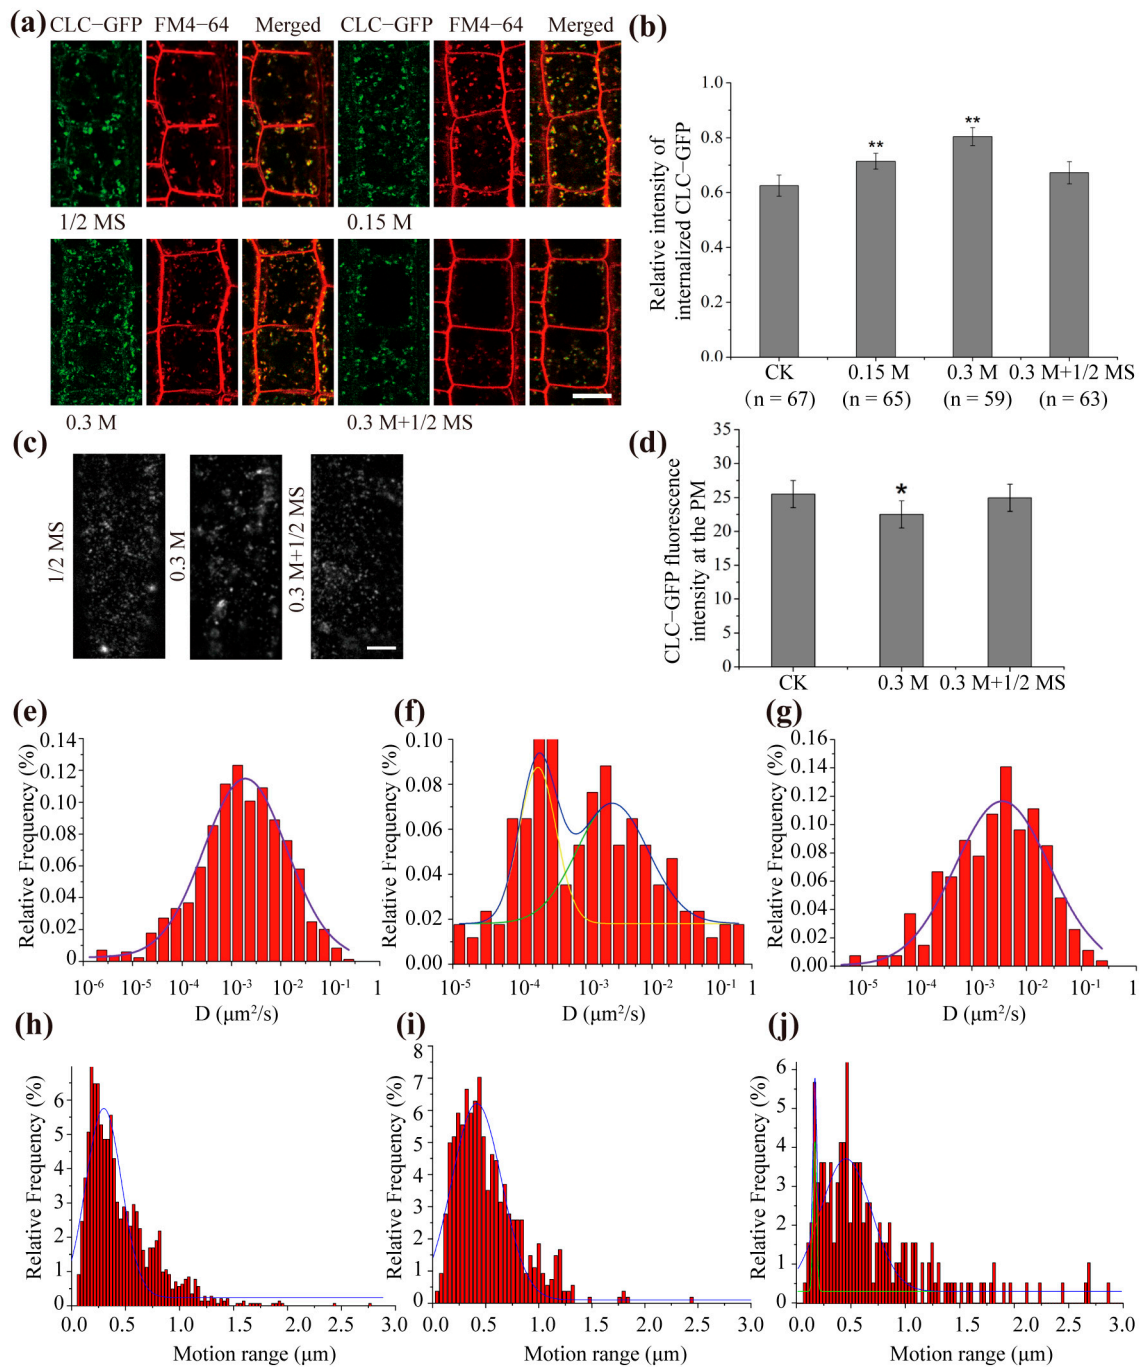 (a)
CLC−GFP FM4−64 Merged CLC−GFP FM4−64 Merged
1/2 MS 0.15 M
0.3 M 0.3 M+1/2 MS
(b)
Relative intensity of
internalized CLC−GFP
1.0
0.8
0.6
0.4
0.2
0.0
** **
CK 0.15 M 0.3 M 0.3 M+1/2 MS
(n = 67) (n = 65) (n = 59) (n = 63)
(c)
1/2 MS
0.3 M
0.3 M+1/2 MS
(d)
CLC−GFP fluorescence
intensity at the PM
35
30
25
20
15
10
5
0
*
CK 0.3 M 0.3 M+1/2 MS
(e)
Relative Frequency (%)
0.14
0.12
0.10
0.08
0.06
0.04
0.02
0
10⁻⁶ 10⁻⁵ 10⁻⁴ 10⁻³ 10⁻² 10⁻¹ 1
D (μm²/s)
(f)
Relative Frequency (%)
0.10
0.08
0.06
0.04
0.02
0.00
10⁻⁵ 10⁻⁴ 10⁻³ 10⁻² 10⁻¹ 1
D (μm²/s)
(g)
Relative Frequency (%)
0.16
0.14
0.12
0.10
0.08
0.06
0.04
0.02
0.00
10⁻⁴ 10⁻³ 10⁻² 10⁻¹ 1
D (μm²/s)
(h)
Relative Frequency (%)
6
5
4
3
2
1
0
0.0 0.5 1.0 1.5 2.0 2.5 3.0
Motion range (μm)
(i)
Relative Frequency (%)
8
7
6
5
4
3
2
1
0
0.0 0.5 1.0 1.5 2.0 2.5 3.0
Motion range (μm)
(j)
Relative Frequency (%)
6
5
4
3
2
1
0
0.0 0.5 1.0 1.5 2.0 2.5 3.0
Motion range (μm)